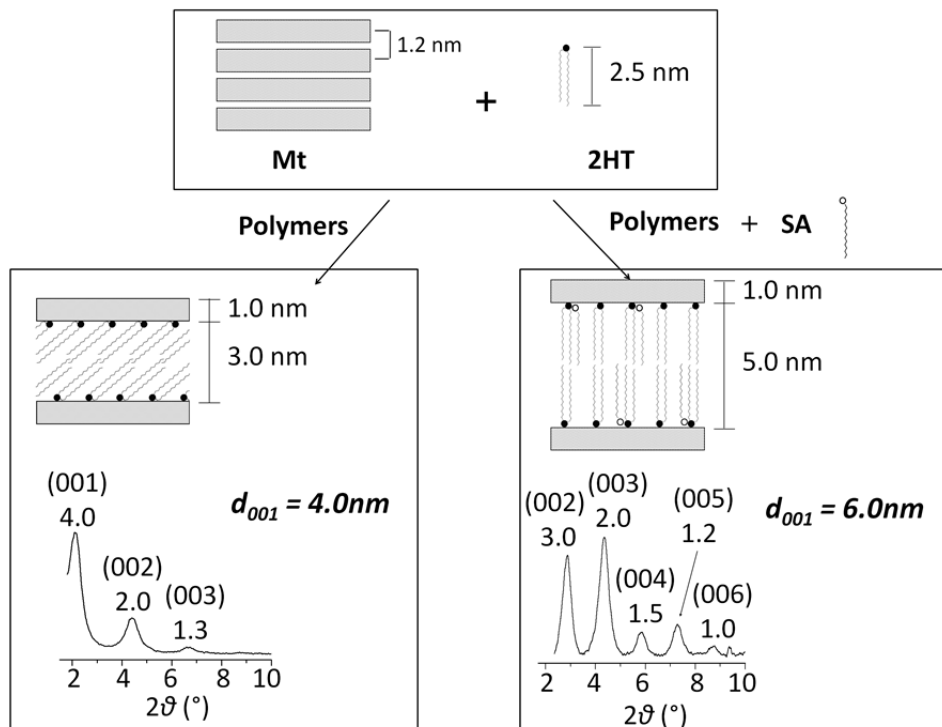 1.2 nm
2.5 nm
+
Mt
2HT
Polymers
Polymers + SA
1.0 nm
3.0 nm
(001)
4.0
d001 = 4.0nm
(002)
2.0
(003)
1.3
2 4 6 8 10
2ϑ (°)
1.0 nm
5.0 nm
(002)
3.0
(003)
2.0
(005)
1.2
d001 = 6.0nm
(004)
1.5
(006)
1.0
2 4 6 8 10
2ϑ (°)